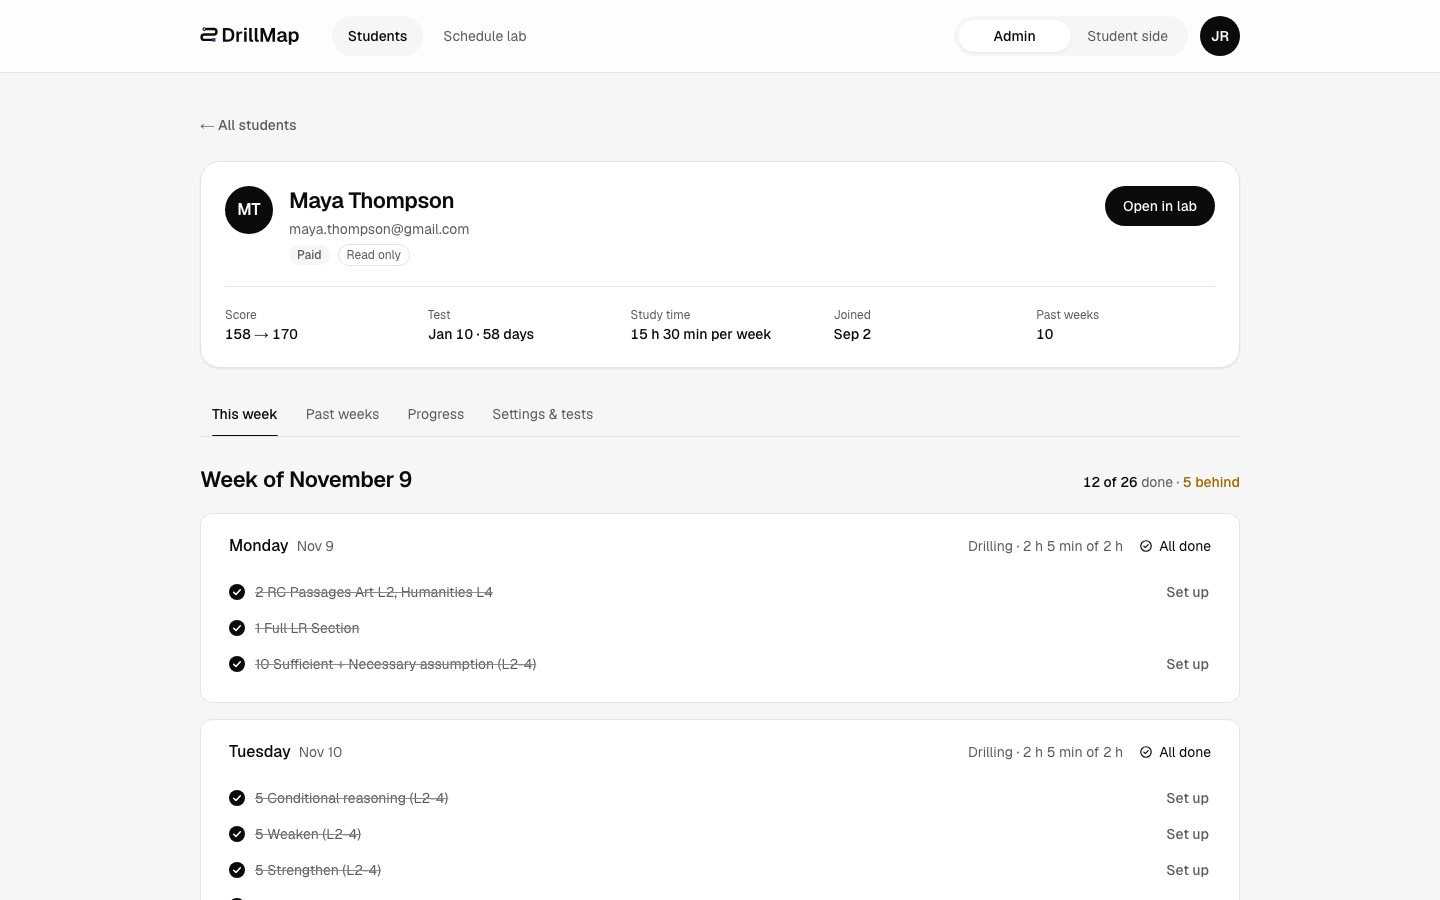 DrillMap Students Schedule lab Admin Student side JR
← All students
MT Maya Thompson Open in lab
maya.thompson@gmail.com
Paid Read only
Score Test Study time Joined Past weeks
158 → 170 Jan 10 · 58 days 15 h 30 min per week Sep 2 10
This week Past weeks Progress Settings & tests
Week of November 9 12 of 26 done · 5 behind
Monday Nov 9 Drilling · 2 h 5 min of 2 h All done
2 RC Passages Art L2, Humanities L4 Set up
1 Full LR Section
10 Sufficient + Necessary assumption (L2-4) Set up
Tuesday Nov 10 Drilling · 2 h 5 min of 2 h All done
5 Conditional reasoning (L2-4) Set up
5 Weaken (L2-4) Set up
5 Strengthen (L2-4) Set up